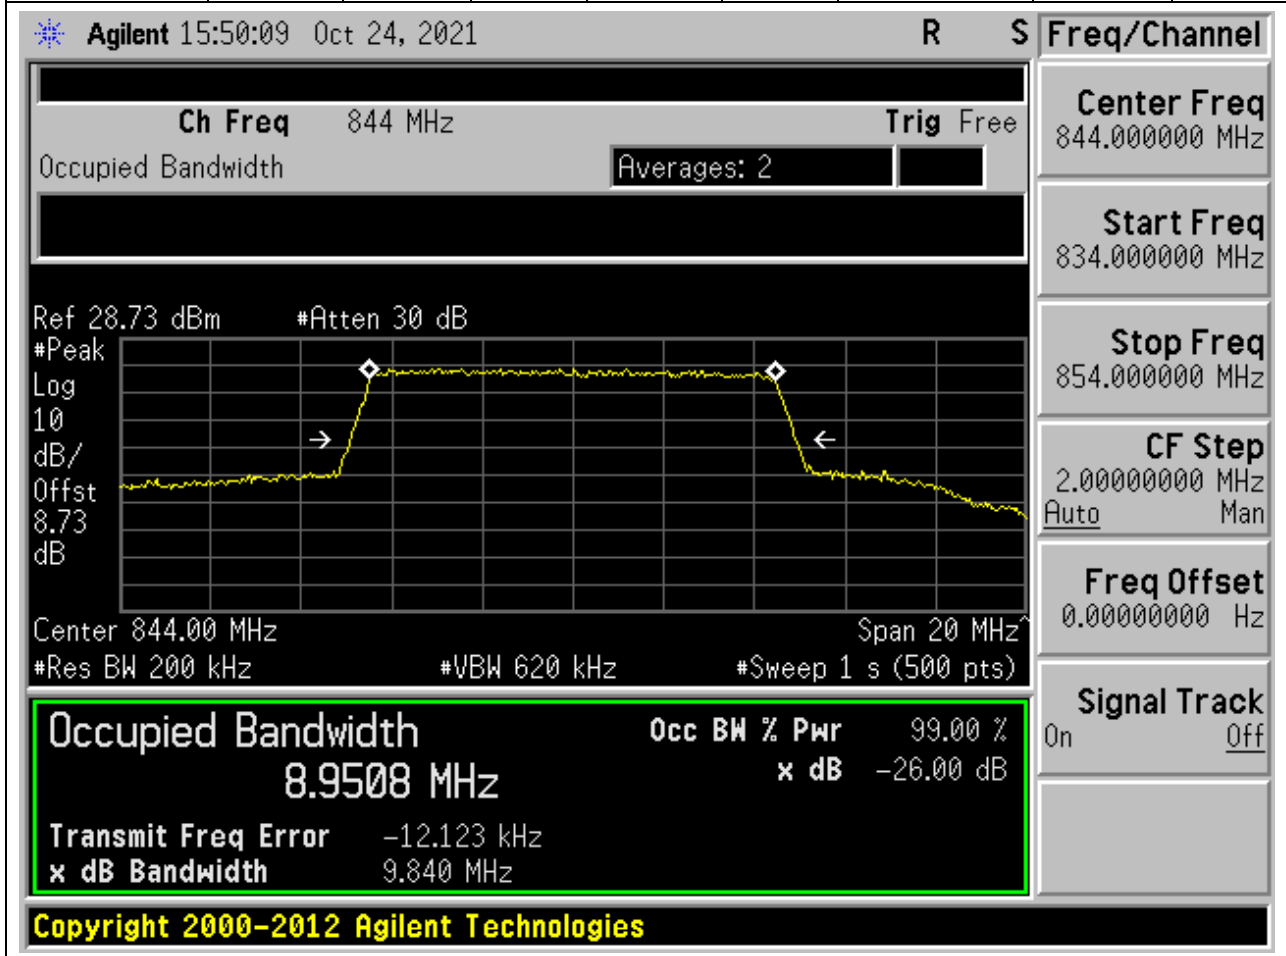 Agilent 15:50:09 Oct 24, 2021 R S Freq/Channel
Ch Freq 844 MHz Trig Free
Occupied Bandwidth Averages: 2
Center Freq
844.000000 MHz
Start Freq
834.000000 MHz
Stop Freq
854.000000 MHz
CF Step
2.00000000 MHz
Auto Man
Freq Offset
0.00000000 Hz
Signal Track
On Off
Ref 28.73 dBm #Atten 30 dB
#Peak
Log
10
dB/
Offst
8.73
dB
Center 844.00 MHz Span 20 MHz^
#Res BW 200 kHz #VBW 620 kHz #Sweep 1 s (500 pts)
Occupied Bandwidth Occ BW % Pwr 99.00 %
8.9508 MHz x dB -26.00 dB
Transmit Freq Error -12.123 kHz
x dB Bandwidth 9.840 MHz
Copyright 2000-2012 Agilent Technologies